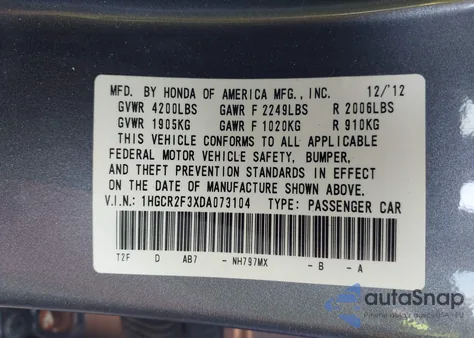 MFD. BY HONDA OF AMERICA MFG., INC. 12/'12
GVWR 4200LBS GAWR F 2249LBS R 2006LBS
GVWR 1905KG GAWR F 1020KG R 910KG
THIS VEHICLE CONFORMS TO ALL APPLICABLE
FEDERAL MOTOR VEHICLE SAFETY, BUMPER,
AND THEFT PREVENTION STANDARDS IN EFFECT
ON THE DATE OF MANUFACTURE SHOWN ABOVE.
V.I.N.: 1HGCR2F3XDA073104 TYPE: PASSENGER CAR
T2F D AB7 - NH797MX - B - A
autoSnap